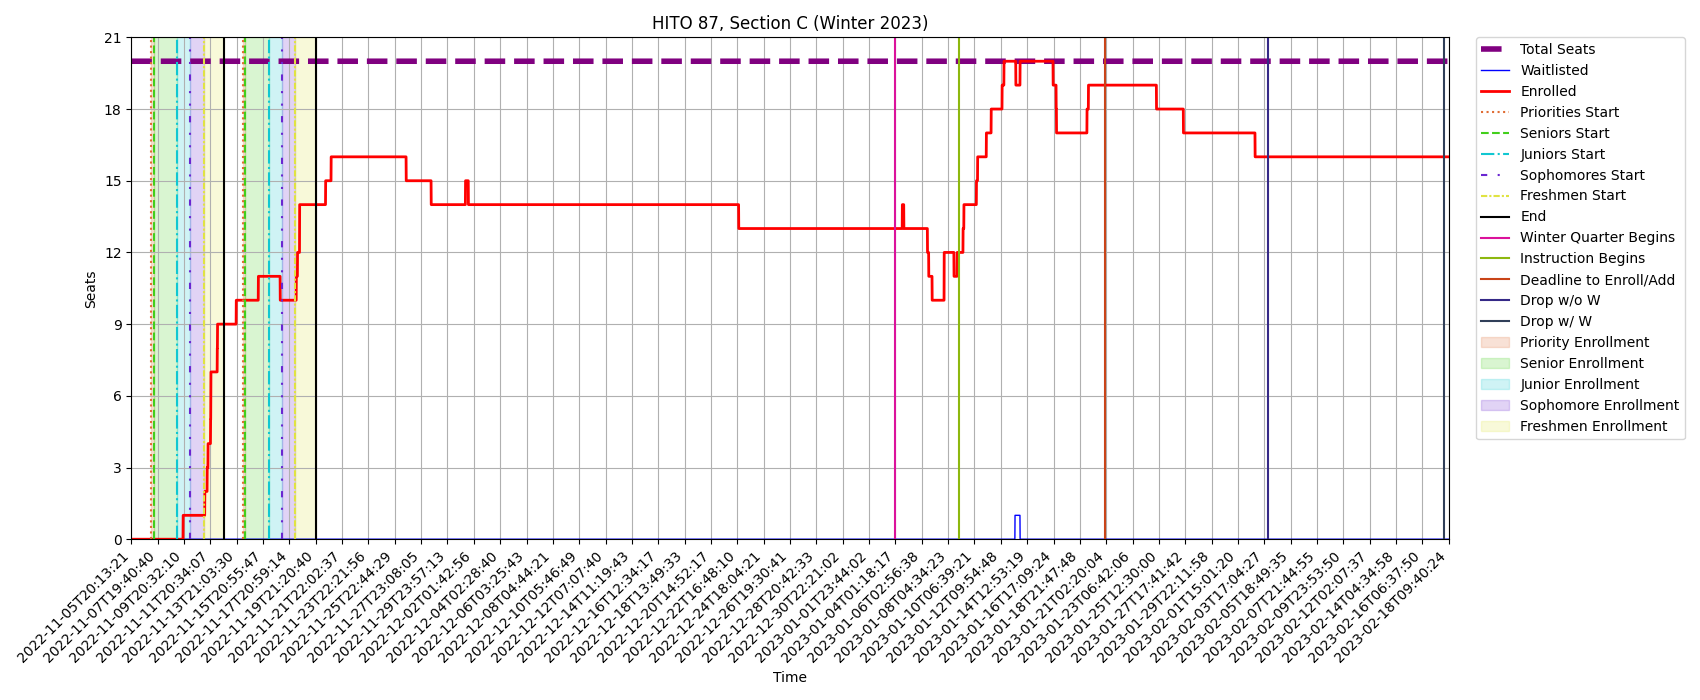 HITO 87, Section C (Winter 2023)
21
18
15
12
9
6
3
0
Seats
2022-11-05T20:13:21
2022-11-07T19:40:40
2022-11-09T20:32:10
2022-11-11T20:34:07
2022-11-13T21:03:30
2022-11-15T20:55:47
2022-11-17T20:59:14
2022-11-19T21:20:40
2022-11-21T22:02:37
2022-11-23T22:21:56
2022-11-25T22:44:29
2022-11-27T23:08:05
2022-11-29T23:57:13
2022-12-02T01:42:56
2022-12-04T02:28:40
2022-12-06T03:25:43
2022-12-08T04:44:21
2022-12-10T05:46:49
2022-12-12T07:07:40
2022-12-14T11:19:43
2022-12-16T12:34:17
2022-12-18T13:49:33
2022-12-20T14:52:17
2022-12-22T16:48:10
2022-12-24T18:04:21
2022-12-26T19:30:41
2022-12-28T20:42:33
2022-12-30T22:21:02
2023-01-01T23:44:02
2023-01-04T01:18:17
2023-01-06T02:56:38
2023-01-08T04:34:23
2023-01-10T06:39:21
2023-01-12T09:54:48
2023-01-14T12:53:19
2023-01-16T17:09:24
2023-01-18T21:47:48
2023-01-21T02:20:04
2023-01-23T06:42:06
2023-01-25T12:30:00
2023-01-27T17:41:42
2023-01-29T22:11:58
2023-02-01T15:01:20
2023-02-03T17:04:27
2023-02-05T18:49:35
2023-02-07T21:44:55
2023-02-09T23:53:50
2023-02-12T02:07:37
2023-02-14T04:34:58
2023-02-16T06:37:50
2023-02-18T09:40:24
Time
Total Seats
Waitlisted
Enrolled
Priorities Start
Seniors Start
Juniors Start
Sophomores Start
Freshmen Start
End
Winter Quarter Begins
Instruction Begins
Deadline to Enroll/Add
Drop w/o W
Drop w/ W
Priority Enrollment
Senior Enrollment
Junior Enrollment
Sophomore Enrollment
Freshmen Enrollment